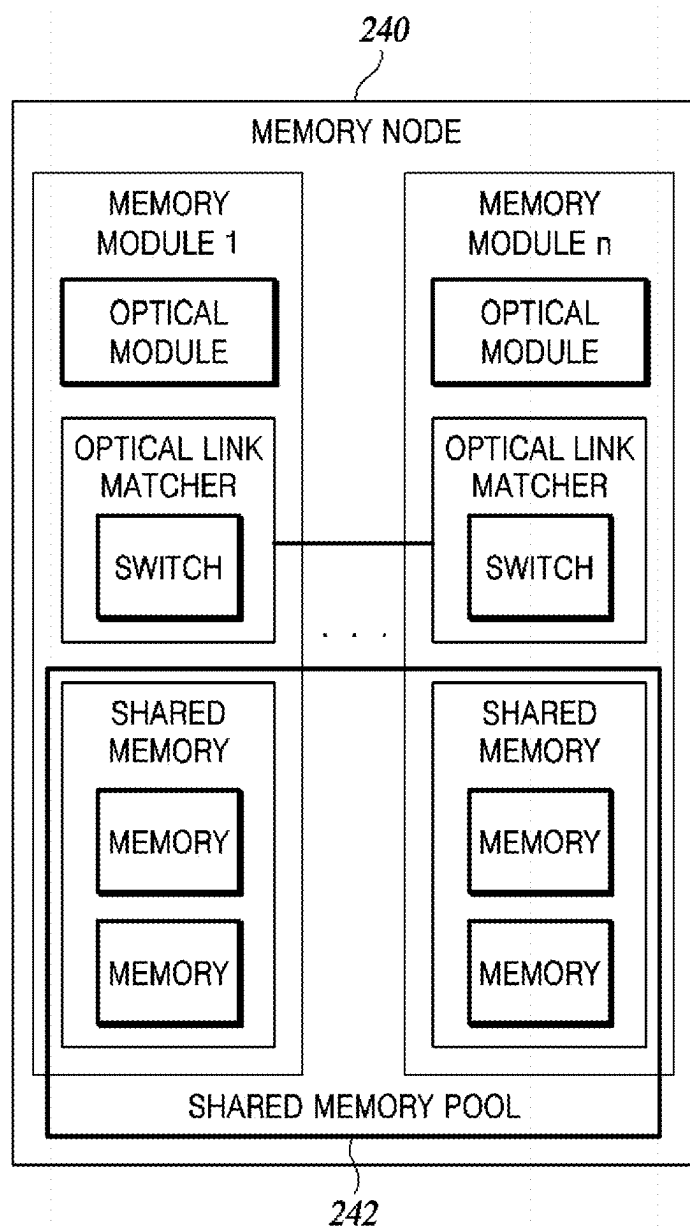 240
MEMORY NODE
MEMORY
MODULE 1
OPTICAL
MODULE
OPTICAL LINK
MATCHER
SWITCH
SHARED
MEMORY
MEMORY
MEMORY
. . .
MEMORY
MODULE n
OPTICAL
MODULE
OPTICAL LINK
MATCHER
SWITCH
SHARED
MEMORY
MEMORY
MEMORY
SHARED MEMORY POOL
242